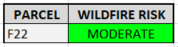 PARCEL WILDFIRE RISK
F22 MODERATE